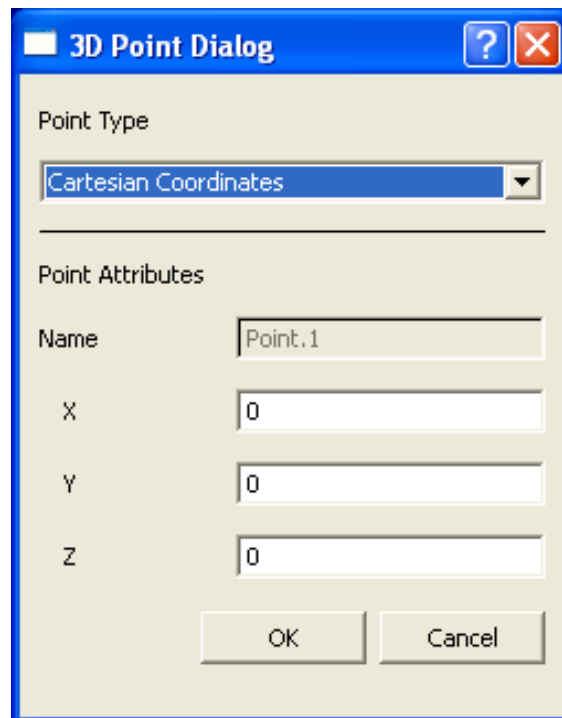 3D Point Dialog
Point Type
Cartesian Coordinates
Point Attributes
Name Point.1
X 0
Y 0
Z 0
OK Cancel